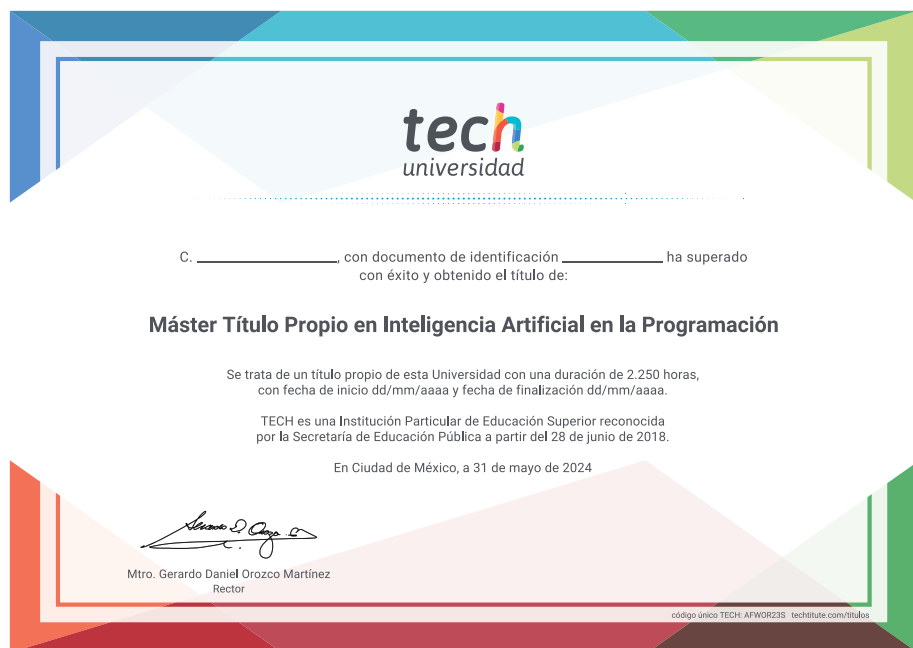 tech
universidad
C. ____________, con documento de identificación ____________ ha superado
con éxito y obtenido el título de:
Máster Título Propio en Inteligencia Artificial en la Programación
Se trata de un título propio de esta Universidad con una duración de 2.250 horas,
con fecha de inicio dd/mm/aaaa y fecha de finalización dd/mm/aaaa.
TECH es una Institución Particular de Educación Superior reconocida
por la Secretaría de Educación Pública a partir del 28 de junio de 2018.
En Ciudad de México, a 31 de mayo de 2024
Mtro. Gerardo Daniel Orozco Martínez
Rector
código único TECH: AFWOR23S techtitute.com/titulos